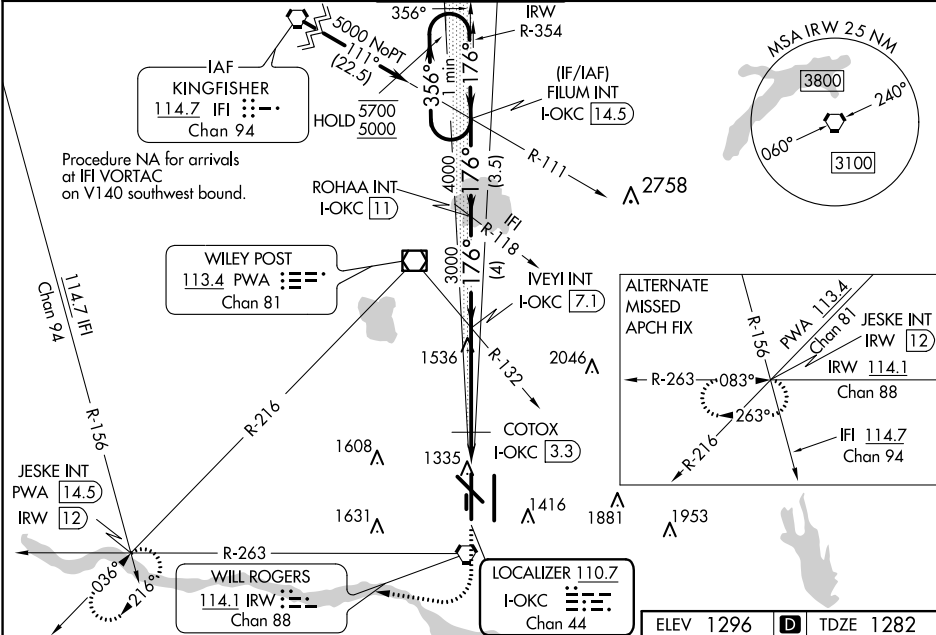 356°
IRW
R-354
5000 NoPT
111°
(22.5)
356°
1 min
176°
IAF
KINGFISHER
114.7 IFI
Chan 94
HOLD 5700
5000
(IF/IAF)
FILUM INT
I-OKC 14.5
MSA IRW 25 NM
3800
240°
060°
3100
Procedure NA for arrivals
at IFI VORTAC
on V140 southwest bound.
4000
176°
(3.5)
R-111
2758
ROHAA INT
I-OKC 11
IFI
R-118
WILEY POST
113.4 PWA
Chan 81
3000
176°
(4)
IVEYI INT
I-OKC 7.1
114.7 IFI
Chan 94
R-156
R-216
1536
R-132
2046
ALTERNATE
MISSED
APCH FIX
PWA 113.4
Chan 81
R-156
JESKE INT
IRW 12
R-263
083°
IRW 114.1
Chan 88
263°
R-216
IFI 114.7
Chan 94
COTOX
I-OKC 3.3
1608
1335
JESKE INT
PWA 14.5
IRW 12
1631
1416
1881
1953
R-263
036°
216°
WILL ROGERS
114.1 IRW
Chan 88
LOCALIZER 110.7
I-OKC
Chan 44
ELEV 1296 D TDZE 1282